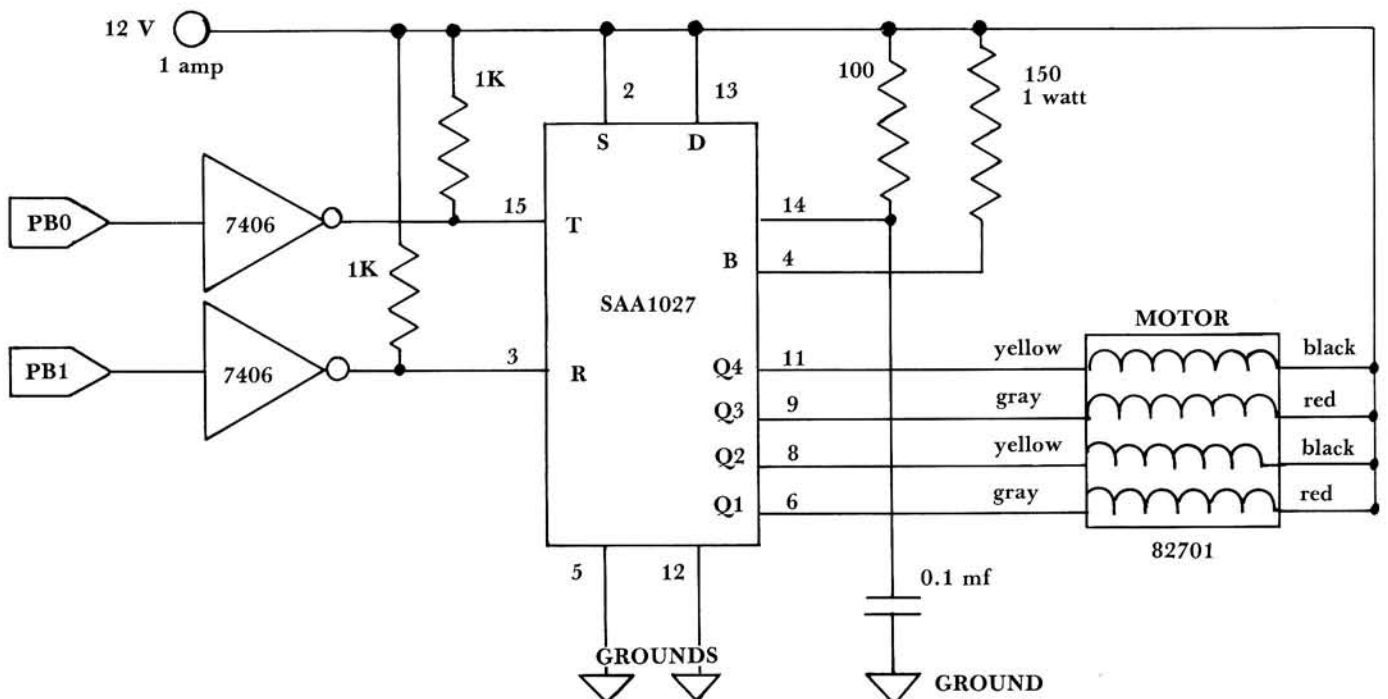 12 V
1 amp
1K
2
13
100
150
1 watt
S
D
PB0
7406
15
T
14
1K
B
4
SAA1027
PB1
7406
3
R
MOTOR
Q4
11
yellow
black
Q3
9
gray
red
Q2
8
yellow
black
Q1
6
gray
red
82701
5
12
0.1 mf
GROUNDS
GROUND